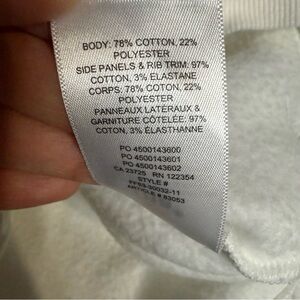 BODY: 78% COTTON, 22%
POLYESTER
SIDE PANELS & RIB TRIM: 97%
COTTON, 3% ELASTANE
CORPS: 78% COTON, 22%
POLYESTER
PANNEAUX LATÉRAUX &
GARNITURE CÔTELÉE: 97%
COTON, 3% ÉLASTHANNE
PO 4500143600
PO 4500143601
PO 4500143602
CA 23725 RN 122354
STYLE #
ARTICLE # 83053